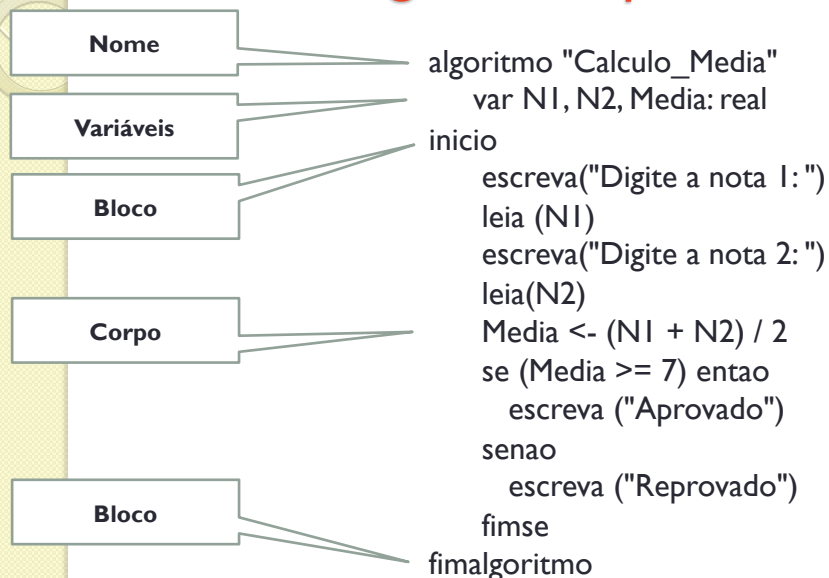 Nome
Variáveis
Bloco
Corpo
Bloco
algoritmo "Calculo_Media"
var N1, N2, Media: real
inicio
escreva("Digite a nota 1: ")
leia (N1)
escreva("Digite a nota 2: ")
leia(N2)
Media <- (N1 + N2) / 2
se (Media >= 7) entao
escreva ("Aprovado")
senao
escreva ("Reprovado")
fimse
fimalgoritmo